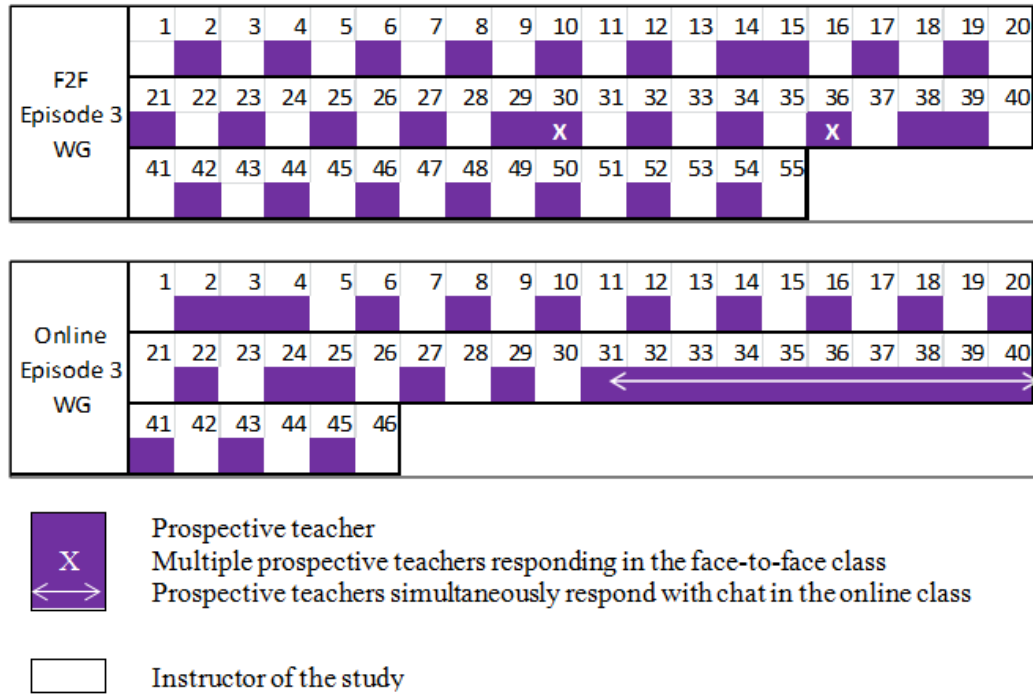 1 2 3 4 5 6 7 8 9 10 11 12 13 14 15 16 17 18 19 20
F2F
Episode 3
WG
21 22 23 24 25 26 27 28 29 30 31 32 33 34 35 36 37 38 39 40
X X
41 42 43 44 45 46 47 48 49 50 51 52 53 54 55
1 2 3 4 5 6 7 8 9 10 11 12 13 14 15 16 17 18 19 20
Online
Episode 3
WG
21 22 23 24 25 26 27 28 29 30 31 32 33 34 35 36 37 38 39 40
41 42 43 44 45 46
Prospective teacher
X Multiple prospective teachers responding in the face-to-face class
Prospective teachers simultaneously respond with chat in the online class
Instructor of the study